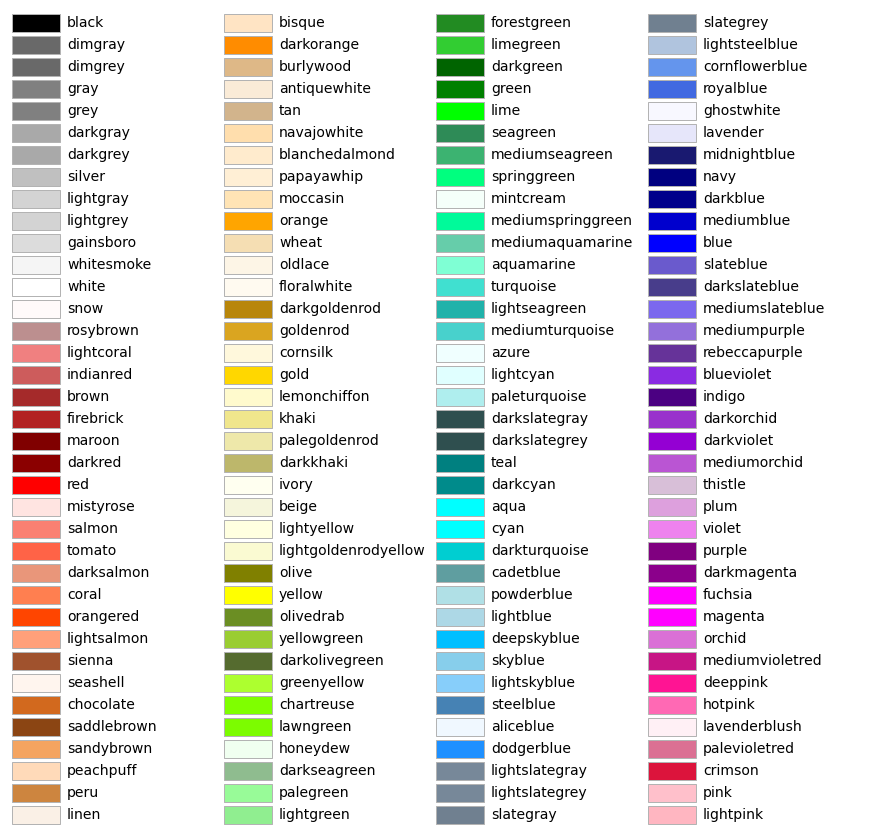 black
dimgray
dimgrey
gray
grey
darkgray
darkgrey
silver
lightgray
lightgrey
gainsboro
whitesmoke
white
snow
rosybrown
lightcoral
indianred
brown
firebrick
maroon
darkred
red
mistyrose
salmon
tomato
darksalmon
coral
orangered
lightsalmon
sienna
seashell
chocolate
saddlebrown
sandybrown
peachpuff
peru
linen
bisque
darkorange
burlywood
antiquewhite
tan
navajowhite
blanchedalmond
papayawhip
moccasin
orange
wheat
oldlace
floralwhite
darkgoldenrod
goldenrod
cornsilk
gold
lemonchiffon
khaki
palegoldenrod
darkkhaki
ivory
beige
lightyellow
lightgoldenrodyellow
olive
yellow
olivedrab
yellowgreen
darkolivegreen
greenyellow
chartreuse
lawngreen
honeydew
darkseagreen
palegreen
lightgreen
forestgreen
limegreen
darkgreen
green
lime
seagreen
mediumseagreen
springgreen
mintcream
mediumspringgreen
mediumaquamarine
aquamarine
turquoise
lightseagreen
mediumturquoise
azure
lightcyan
paleturquoise
darkslategray
darkslategrey
teal
darkcyan
aqua
cyan
darkturquoise
cadetblue
powderblue
lightblue
deepskyblue
skyblue
lightskyblue
steelblue
aliceblue
dodgerblue
lightslategray
lightslategrey
slategray
slategrey
lightsteelblue
cornflowerblue
royalblue
ghostwhite
lavender
midnightblue
navy
darkblue
mediumblue
blue
slateblue
darkslateblue
mediumslateblue
mediumpurple
rebeccapurple
blueviolet
indigo
darkorchid
darkviolet
mediumorchid
thistle
plum
violet
purple
darkmagenta
fuchsia
magenta
orchid
mediumvioletred
deeppink
hotpink
lavenderblush
palevioletred
crimson
pink
lightpink